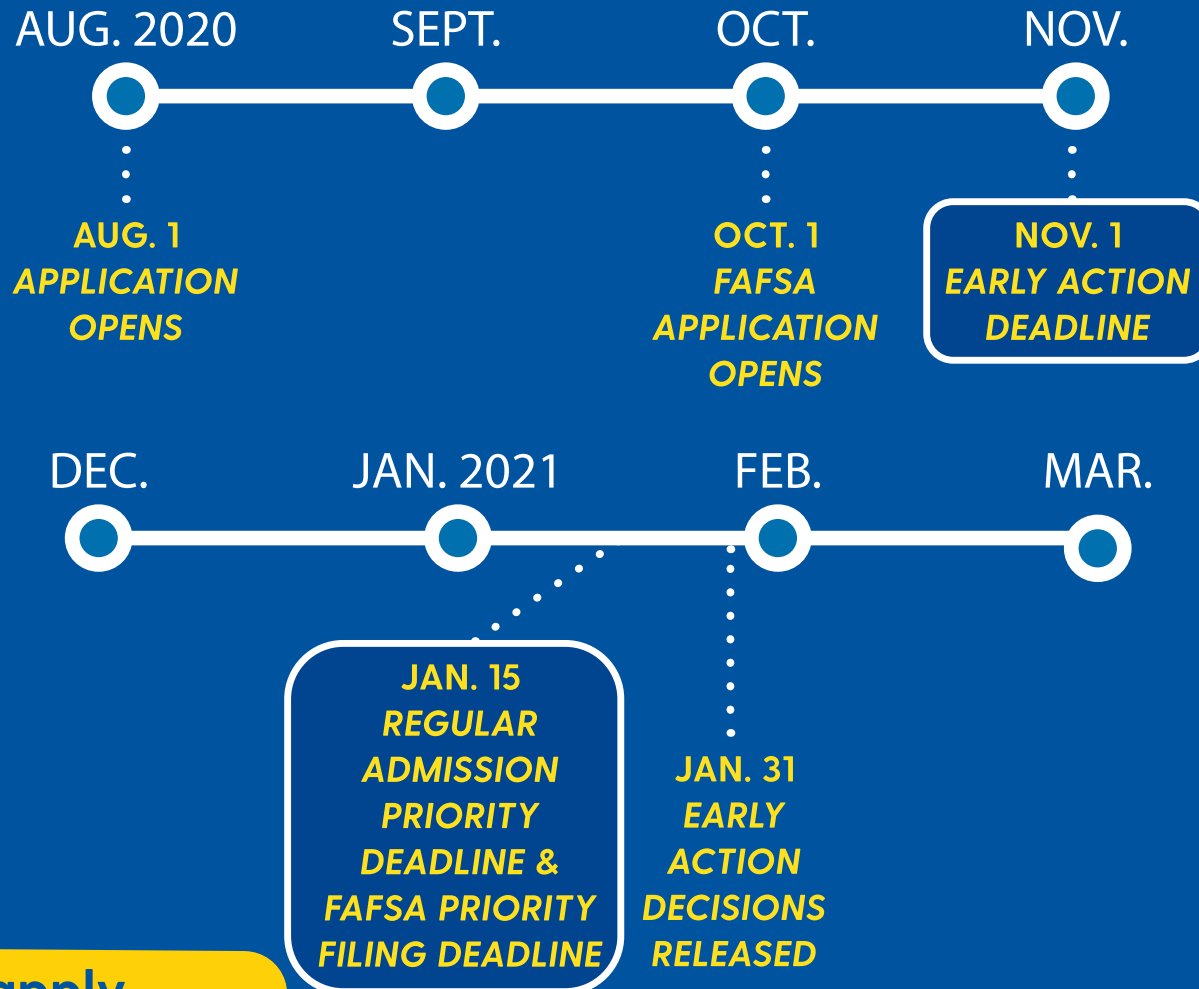 AUG. 2020 SEPT. OCT. NOV.
AUG. 1
APPLICATION
OPENS
OCT. 1
FAFSA
APPLICATION
OPENS
NOV. 1
EARLY ACTION
DEADLINE
DEC. JAN. 2021 FEB. MAR.
JAN. 15
REGULAR
ADMISSION
PRIORITY
DEADLINE &
FAFSA PRIORITY
FILING DEADLINE
JAN. 31
EARLY
ACTION
DECISIONS
RELEASED
apply